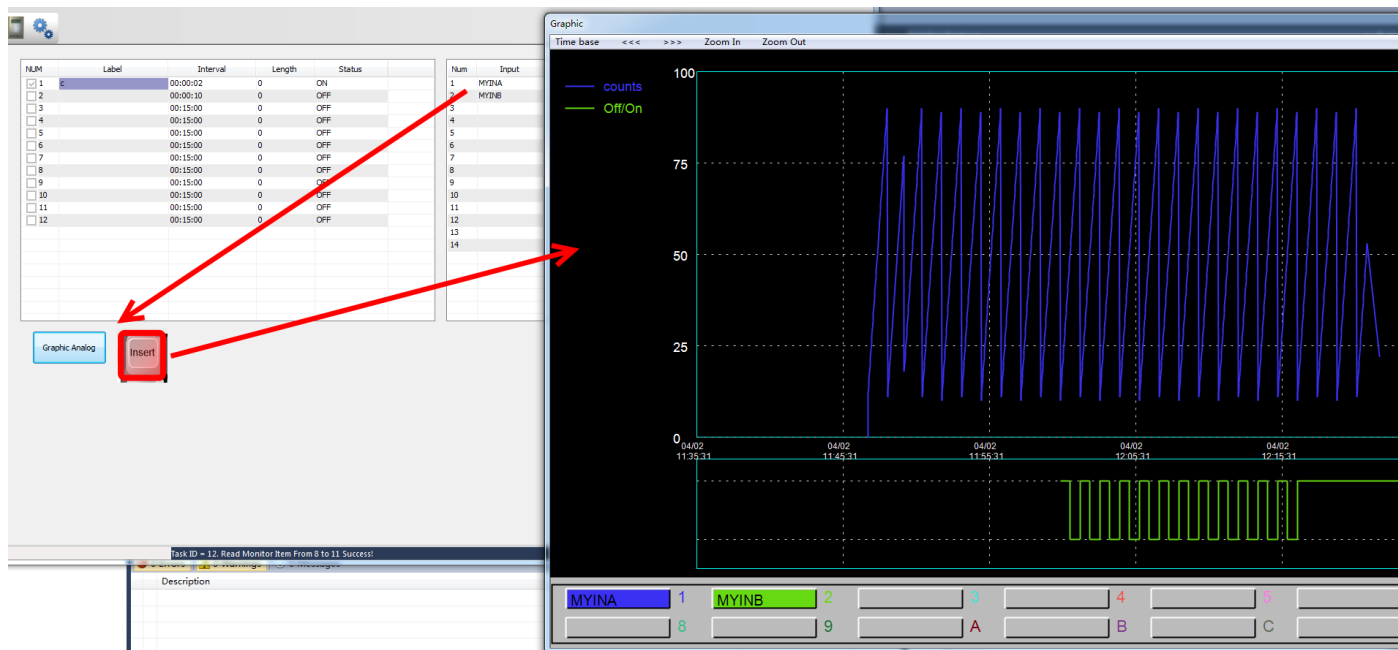 NUM Label Interval Length Status
1 c 00:00:02 0 ON
2 00:00:10 0 OFF
3 00:15:00 0 OFF
4 00:15:00 0 OFF
5 00:15:00 0 OFF
6 00:15:00 0 OFF
7 00:15:00 0 OFF
8 00:15:00 0 OFF
9 00:15:00 0 OFF
10 00:15:00 0 OFF
11 00:15:00 0 OFF
12 00:15:00 0 OFF
Num Input
1 MYINA
2 MYINB
3
4
5
6
7
8
9
10
11
12
13
14
Graphic Analog
Insert
Task ID = 12. Read Monitor Item From 8 to 11 Success!
Errors Warnings Messages
Description
Graphic
Time base <<< >>> Zoom In Zoom Out
counts
Off/On
100
75
50
25
0
04/02 04/02 04/02 04/02 04/02
11:35:31 11:45:31 11:55:31 12:05:31 12:15:31
MYINA 1 MYINB 2 3 4 5
8 9 A B C